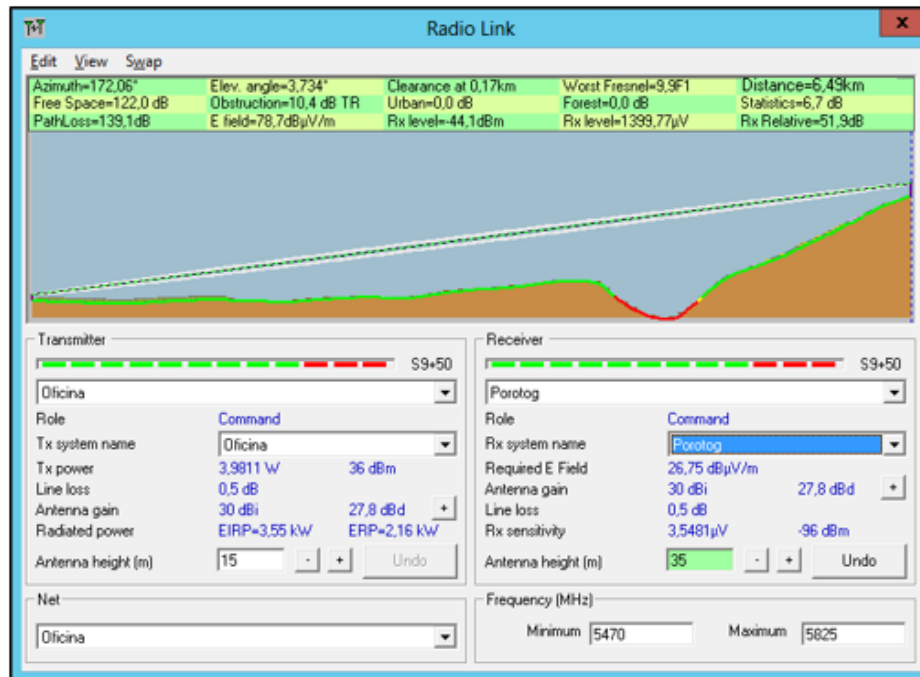 Radio Link
Edit View Swap
Azimuth=172,06° Elev. angle=3,734° Clearance at 0,17km Worst Fresnel=9,9F1 Distance=6,49km
Free Space=122,0 dB Obstruction=10,4 dB TR Urban=0,0 dB Forest=0,0 dB Statistics=6,7 dB
PathLoss=139,1dB E field=78,7dBµV/m Rx level=-44,1dBm Rx level=1399,77µV Rx Relative=51,9dB
Transmitter
S9+50
Oficina
Role Command
Tx system name Oficina
Tx power 3,9811 W 36 dBm
Line loss 0,5 dB
Antenna gain 30 dBi 27,8 dBd +
Radiated power EIRP=3,55 kW ERP=2,16 kW
Antenna height (m) 15 - + Undo
Net
Oficina
Receiver
S9+50
Porotog
Role Command
Rx system name Porotog
Required E Field 26,75 dBµV/m
Antenna gain 30 dBi 27,8 dBd +
Line loss 0,5 dB
Rx sensitivity 3,5481µV -96 dBm
Antenna height (m) 35 - + Undo
Frequency (MHz)
Minimum 5470 Maximum 5825